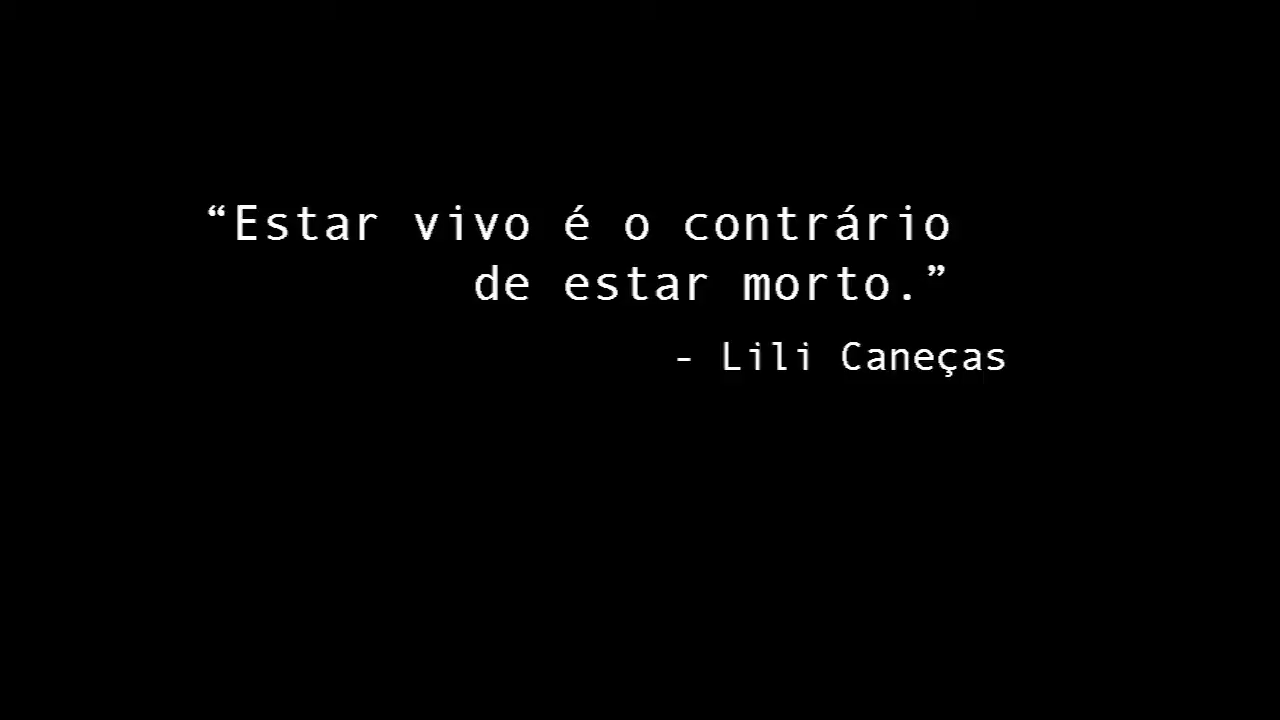 “Estar vivo é o contrário
de estar morto.”
- Lili Caneças